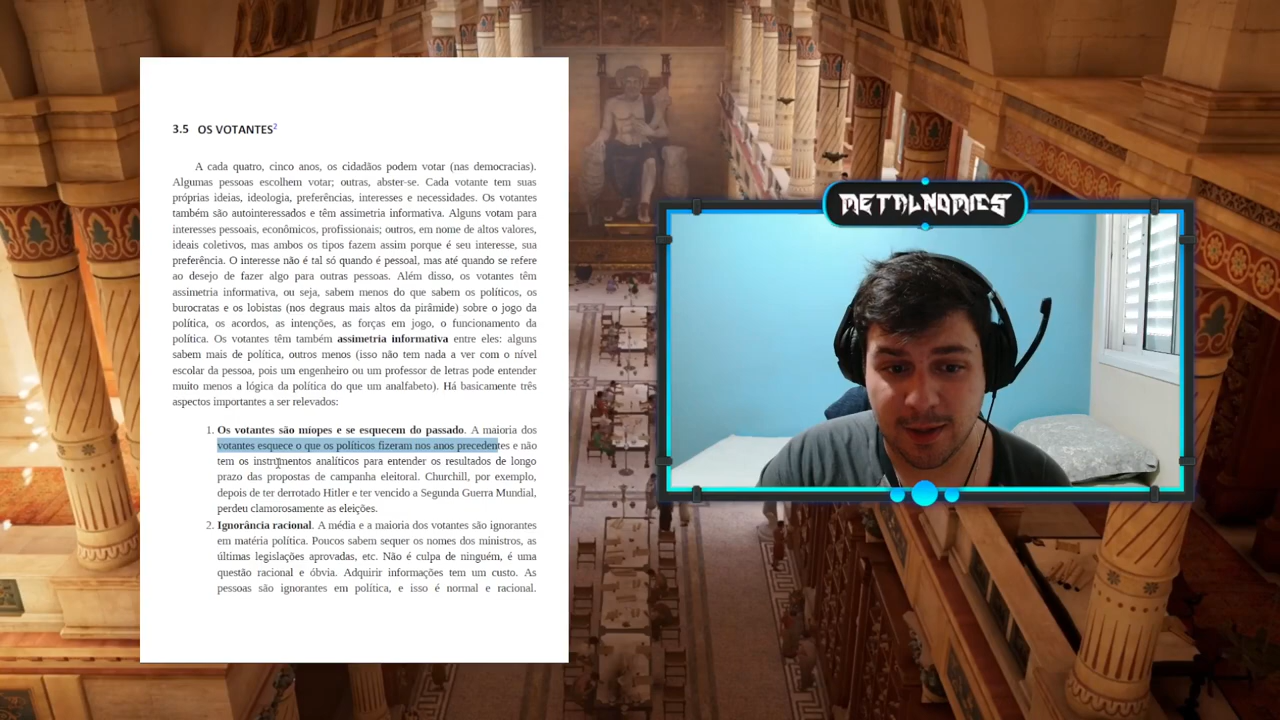 3.5 OS VOTANTES2
A cada quatro, cinco anos, os cidadãos podem votar (nas democracias).
Algumas pessoas escolhem votar; outras, abster-se. Cada votante tem suas
próprias ideias, ideologia, preferências, interesses e necessidades. Os votantes
também são autointeressados e têm assimetria informativa. Alguns votam para
interesses pessoais, econômicos, profissionais; outros, em nome de altos valores,
ideais coletivos, mas ambos os tipos fazem assim porque é seu interesse, sua
preferência. O interesse não é tal só quando é pessoal, mas até quando se refere
ao desejo de fazer algo para outras pessoas. Além disso, os votantes têm
assimetria informativa, ou seja, sabem menos do que sabem os políticos, os
burocratas e os lobistas (nos degraus mais altos da pirâmide) sobre o jogo da
política, os acordos, as intenções, as forças em jogo, o funcionamento da
política. Os votantes têm também assimetria informativa entre eles: alguns
sabem mais de política, outros menos (isso não tem nada a ver com o nível
escolar da pessoa, pois um engenheiro ou um professor de letras pode entender
muito menos a lógica da política do que um analfabeto). Há basicamente três
aspectos importantes a ser relevados:
1. Os votantes são míopes e se esquecem do passado. A maioria dos
votantes esquece o que os políticos fizeram nos anos precedentes e não
tem os instrumentos analíticos para entender os resultados de longo
prazo das propostas de campanha eleitoral. Churchill, por exemplo,
depois de ter derrotado Hitler e ter vencido a Segunda Guerra Mundial,
perdeu clamorosamente as eleições.
2. Ignorância racional. A média e a maioria dos votantes são ignorantes
em matéria política. Poucos sabem sequer os nomes dos ministros, as
últimas legislações aprovadas, etc. Não é culpa de ninguém, é uma
questão racional e óbvia. Adquirir informações tem um custo. As
pessoas são ignorantes em política, e isso é normal e racional.
METALNOMICS